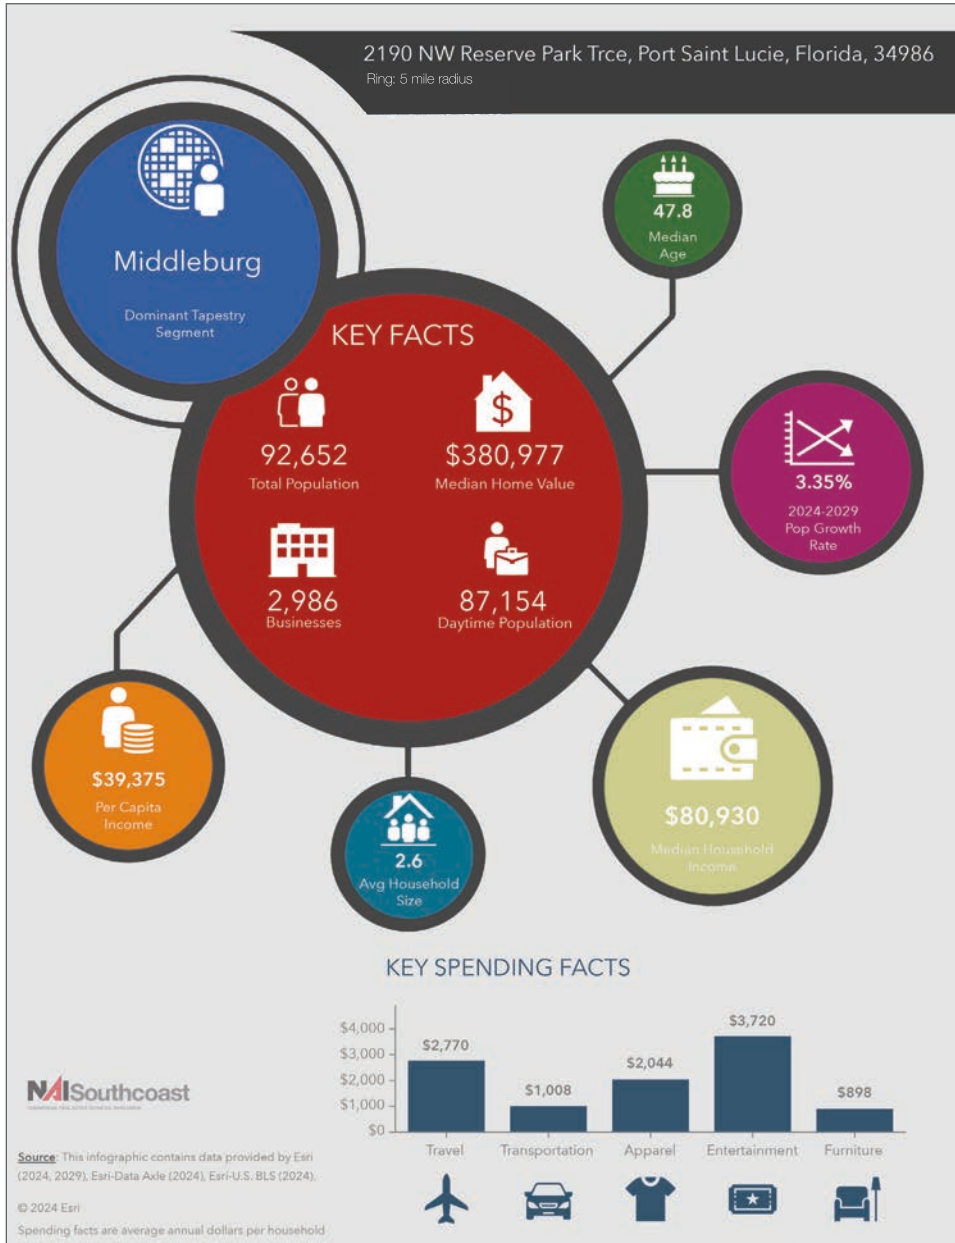 2190 NW Reserve Park Trce, Port Saint Lucie, Florida, 34986
Ring: 5 mile radius
Middleburg
Dominant Tapestry
Segment
47.8
Median
Age
KEY FACTS
92,652
Total Population
$380,977
Median Home Value
2,986
Businesses
87,154
Daytime Population
3.35%
2024-2029
Pop Growth
Rate
$39,375
Per Capita
Income
2.6
Avg Household
Size
$80,930
Median Household
Income
KEY SPENDING FACTS
$4,000
$3,000
$2,000
$1,000
$0
$2,770
$1,008
$2,044
$3,720
$898
Travel
Transportation
Apparel
Entertainment
Furniture
NAISouthcoast
Source: This infographic contains data provided by Esri
(2024, 2029), Esri-Data Axle (2024), Esri-U.S. BLS (2024).
© 2024 Esri
Spending facts are average annual dollars per household